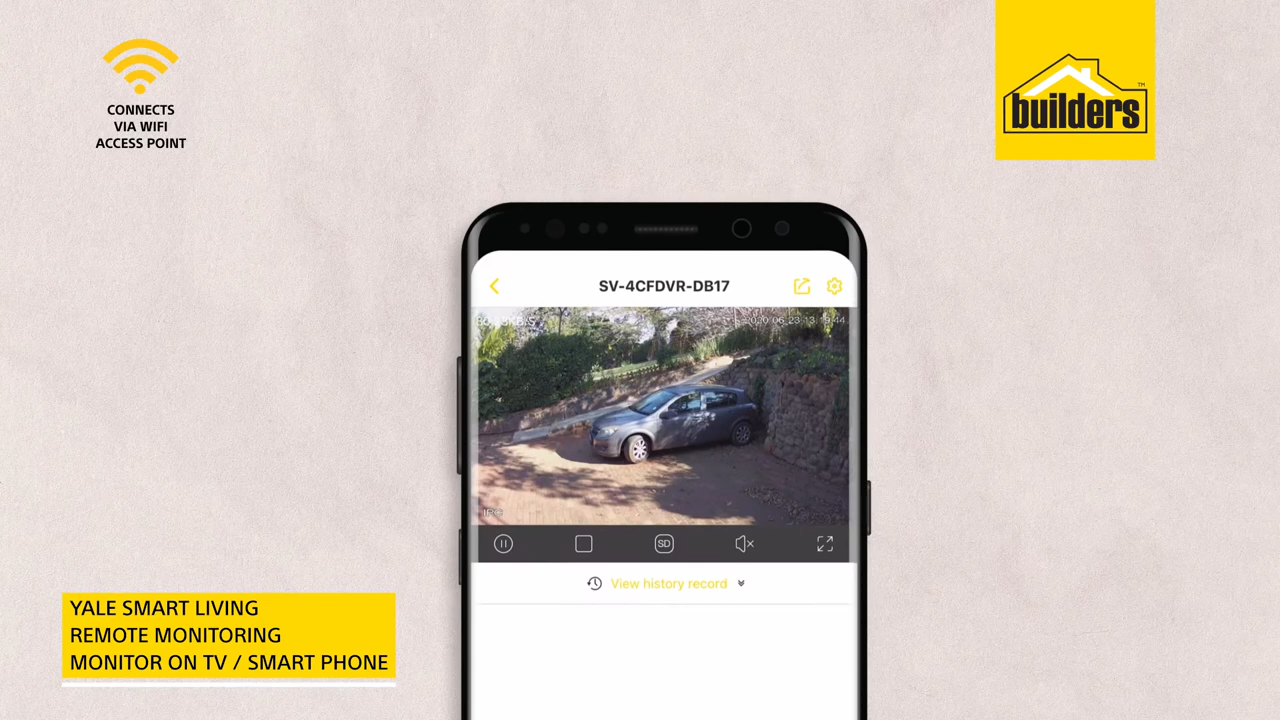 CONNECTS
VIA WIFI
ACCESS POINT
builders
TM
SV-4CFDVR-DB17
SD
View history record
YALE SMART LIVING
REMOTE MONITORING
MONITOR ON TV / SMART PHONE